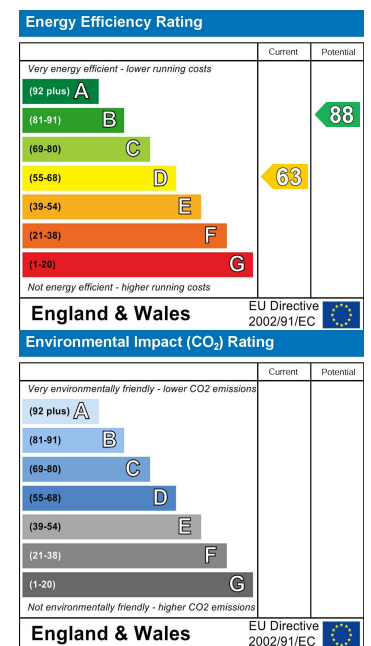 Energy Efficiency Rating
Current Potential
Very energy efficient - lower running costs
(92 plus) A
(81-91) B
88
(69-80) C
(55-68) D
63
(39-54) E
(21-38) F
(1-20) G
Not energy efficient - higher running costs
England & Wales
EU Directive
2002/91/EC
Environmental Impact (CO₂) Rating
Current Potential
Very environmentally friendly - lower CO2 emissions
(92 plus) A
(81-91) B
(69-80) C
(55-68) D
(39-54) E
(21-38) F
(1-20) G
Not environmentally friendly - higher CO2 emissions
England & Wales
EU Directive
2002/91/EC